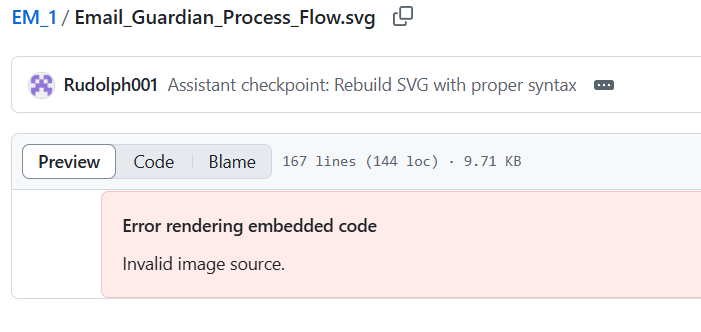 EM_1 / Email_Guardian_Process_Flow.svg
Rudolph001 Assistant checkpoint: Rebuild SVG with proper syntax
Preview Code Blame 167 lines (144 loc) · 9.71 KB
Error rendering embedded code
Invalid image source.